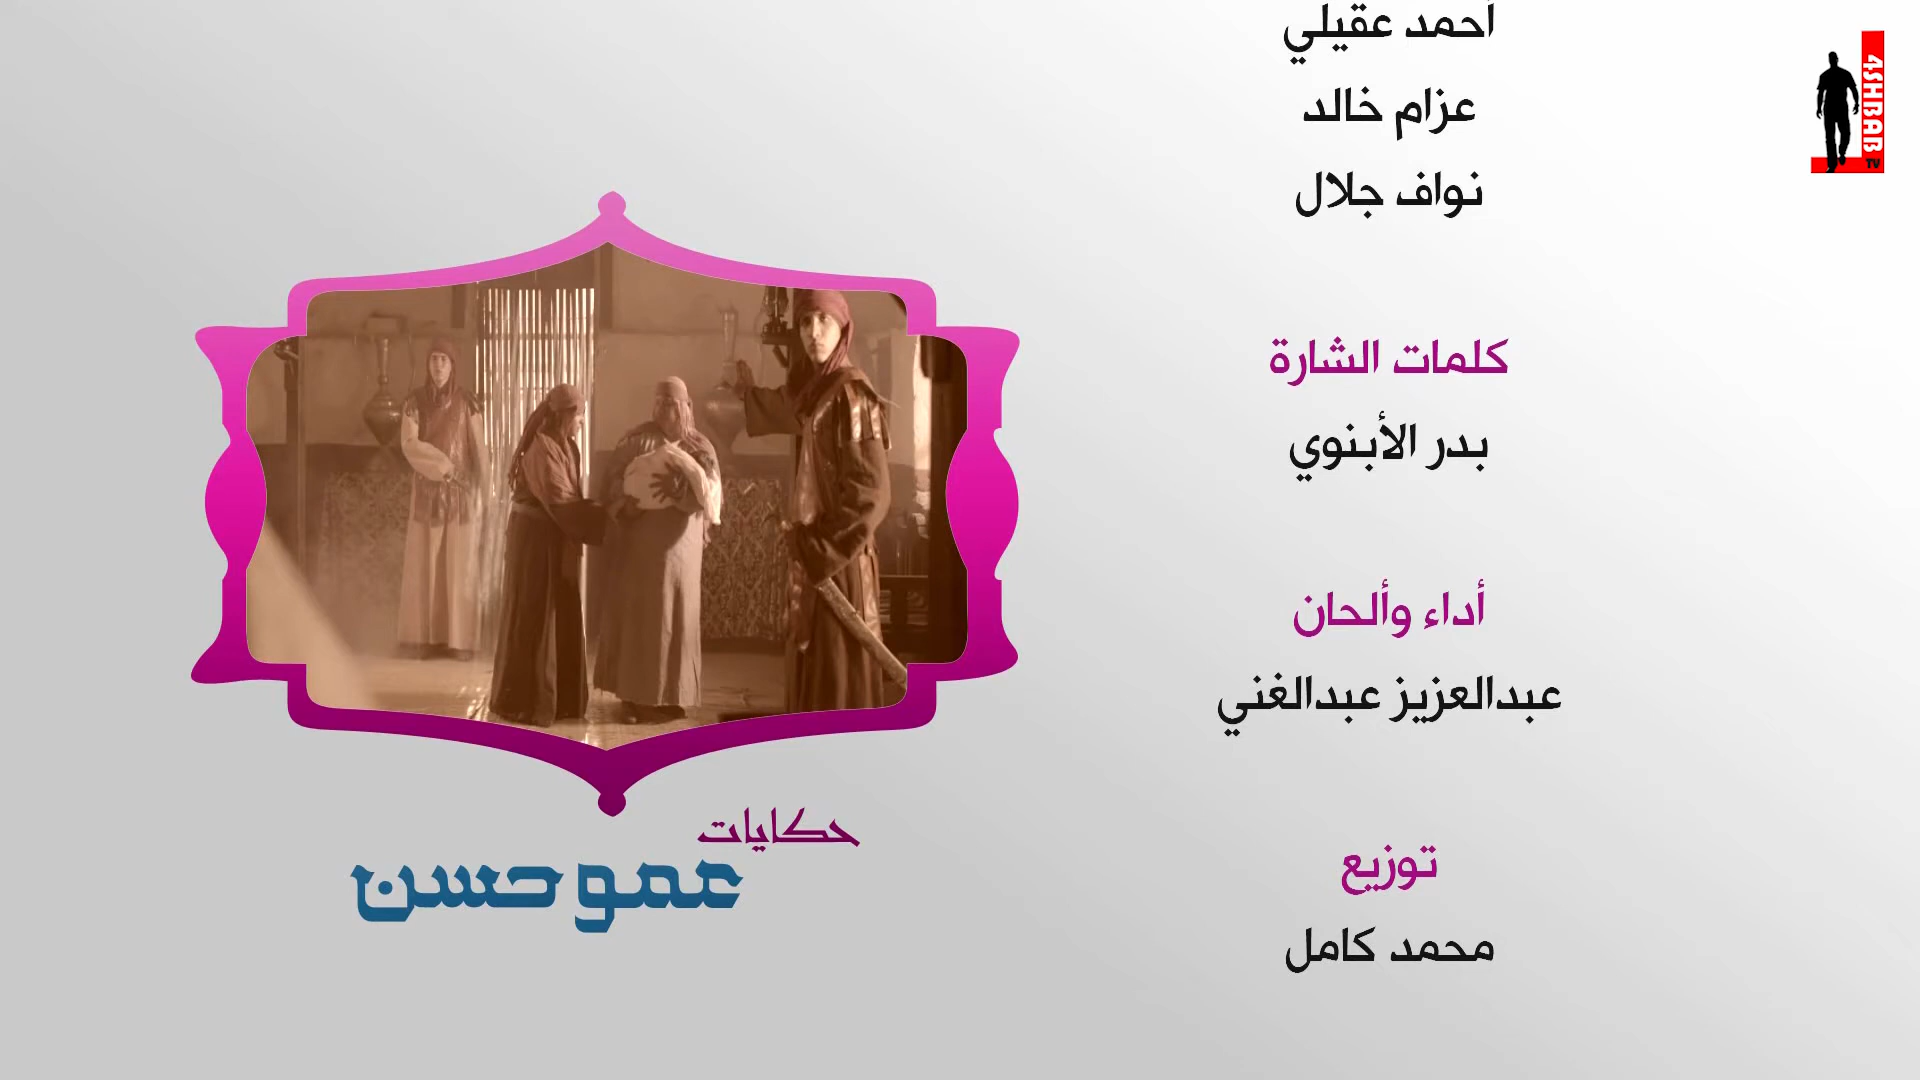 أحمد عقيلي
عزام خالد
نواف جلال
كلمات الشارة
بدر الأبنوي
أداء وألحان
عبدالعزيز عبدالغني
توزيع
محمد كامل
حكايات
عمو حسن
4SHBAB
TV